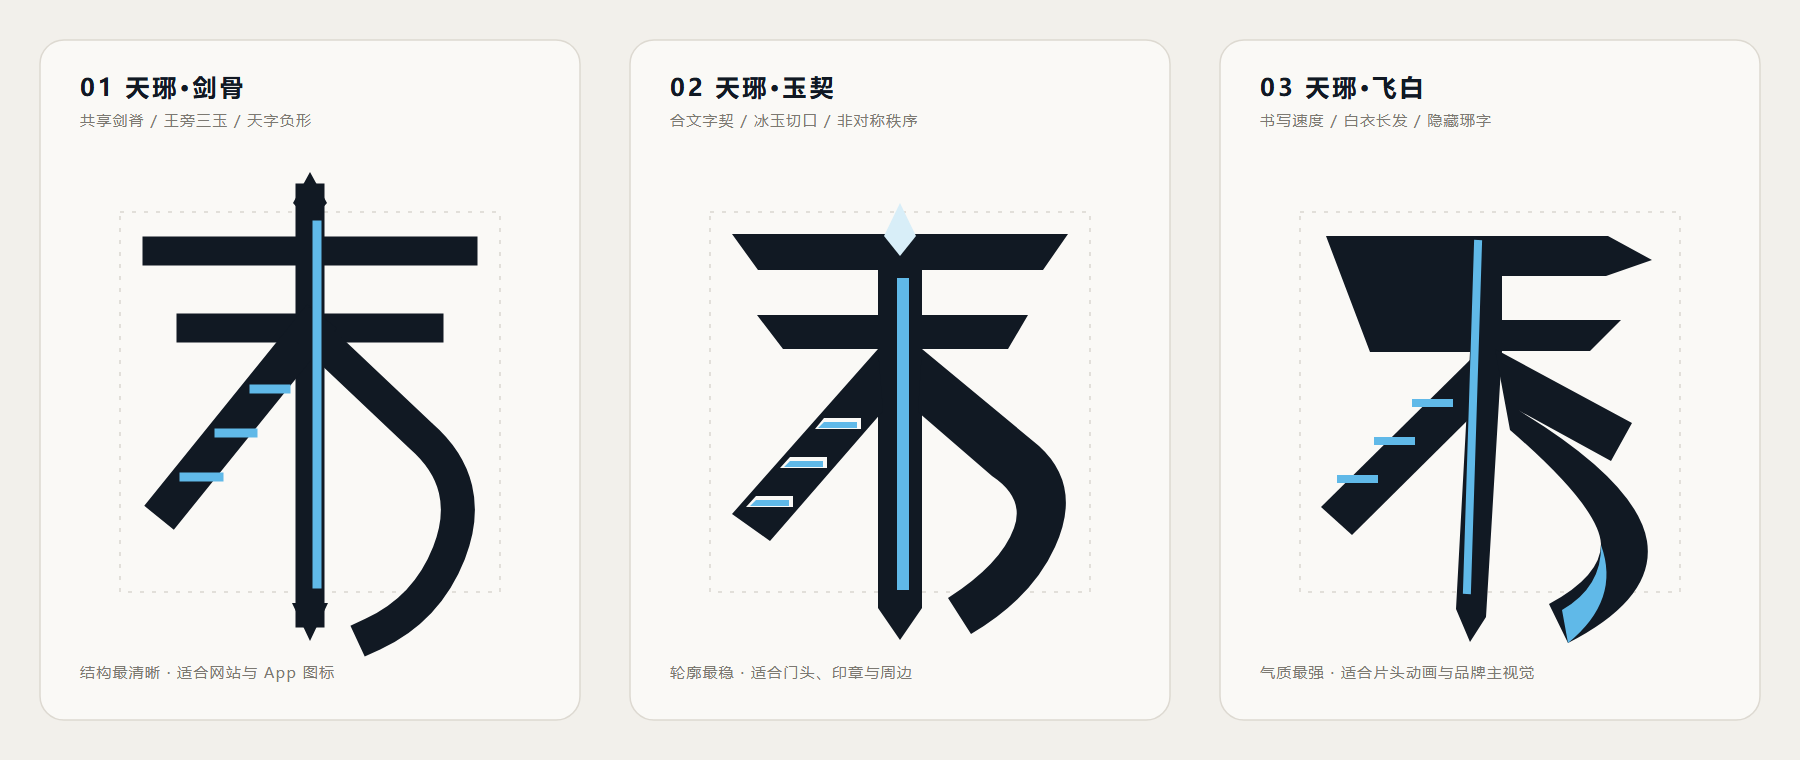 01 天琊·剑骨
共享剑脊 / 王旁三玉 / 天字负形
结构最清晰 · 适合网站与 App 图标
02 天琊·玉契
合文字契 / 冰玉切口 / 非对称秩序
轮廓最稳 · 适合门头、印章与周边
03 天琊·飞白
书写速度 / 白衣长发 / 隐藏琊字
气质最强 · 适合片头动画与品牌主视觉